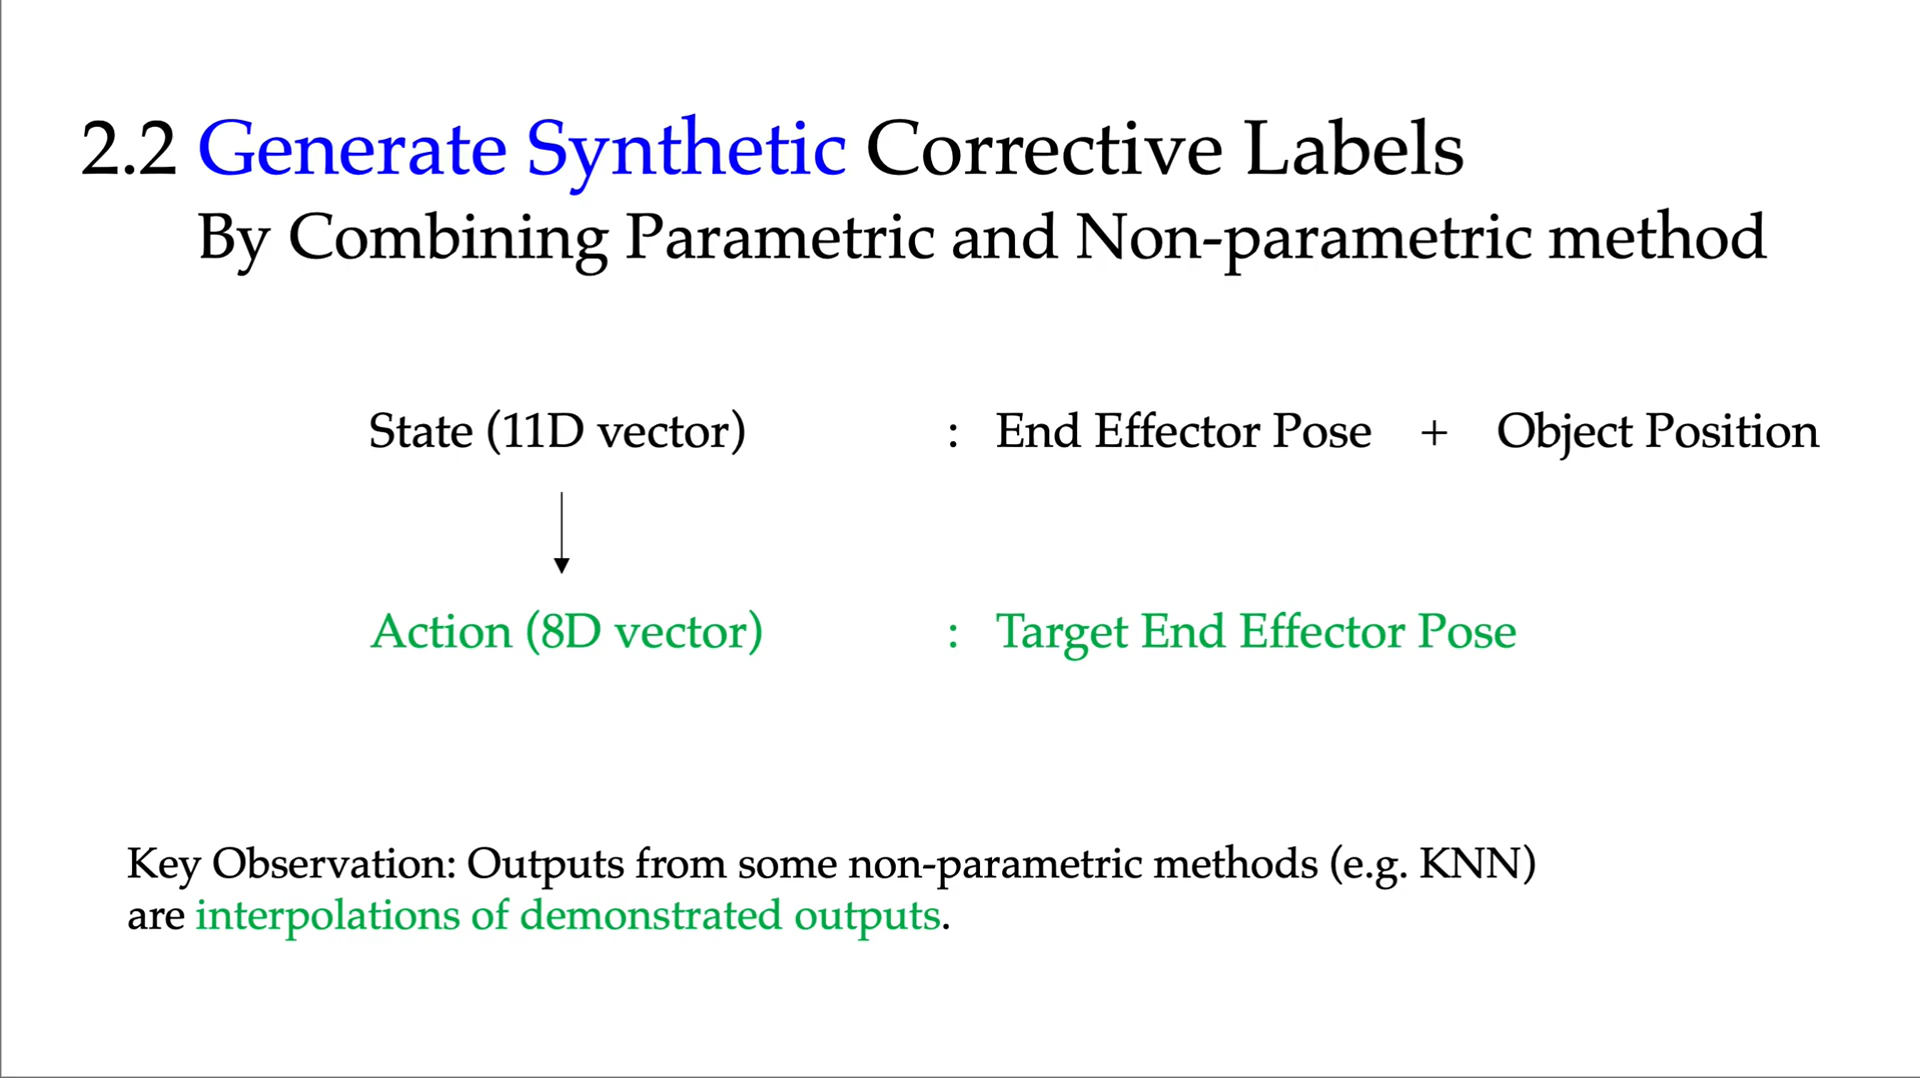 2.2 Generate Synthetic Corrective Labels
By Combining Parametric and Non-parametric method
State (11D vector) : End Effector Pose + Object Position
Action (8D vector) : Target End Effector Pose
Key Observation: Outputs from some non-parametric methods (e.g. KNN)
are interpolations of demonstrated outputs.